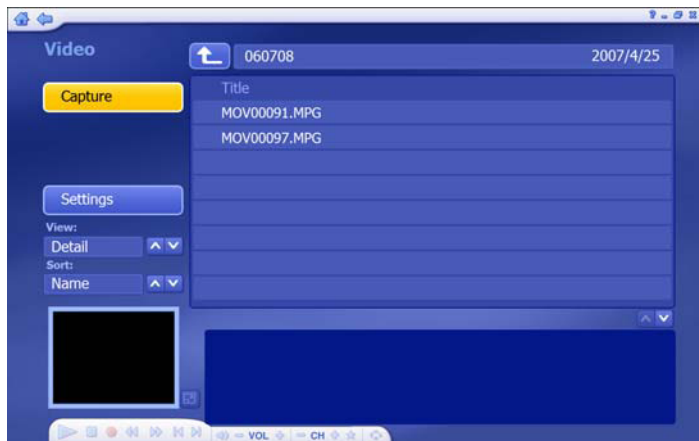 ?
Video
060708 2007/4/25
Capture
Title
MOV00091.MPG
MOV00097.MPG
Settings
View:
Detail
Sort:
Name
VOL CH